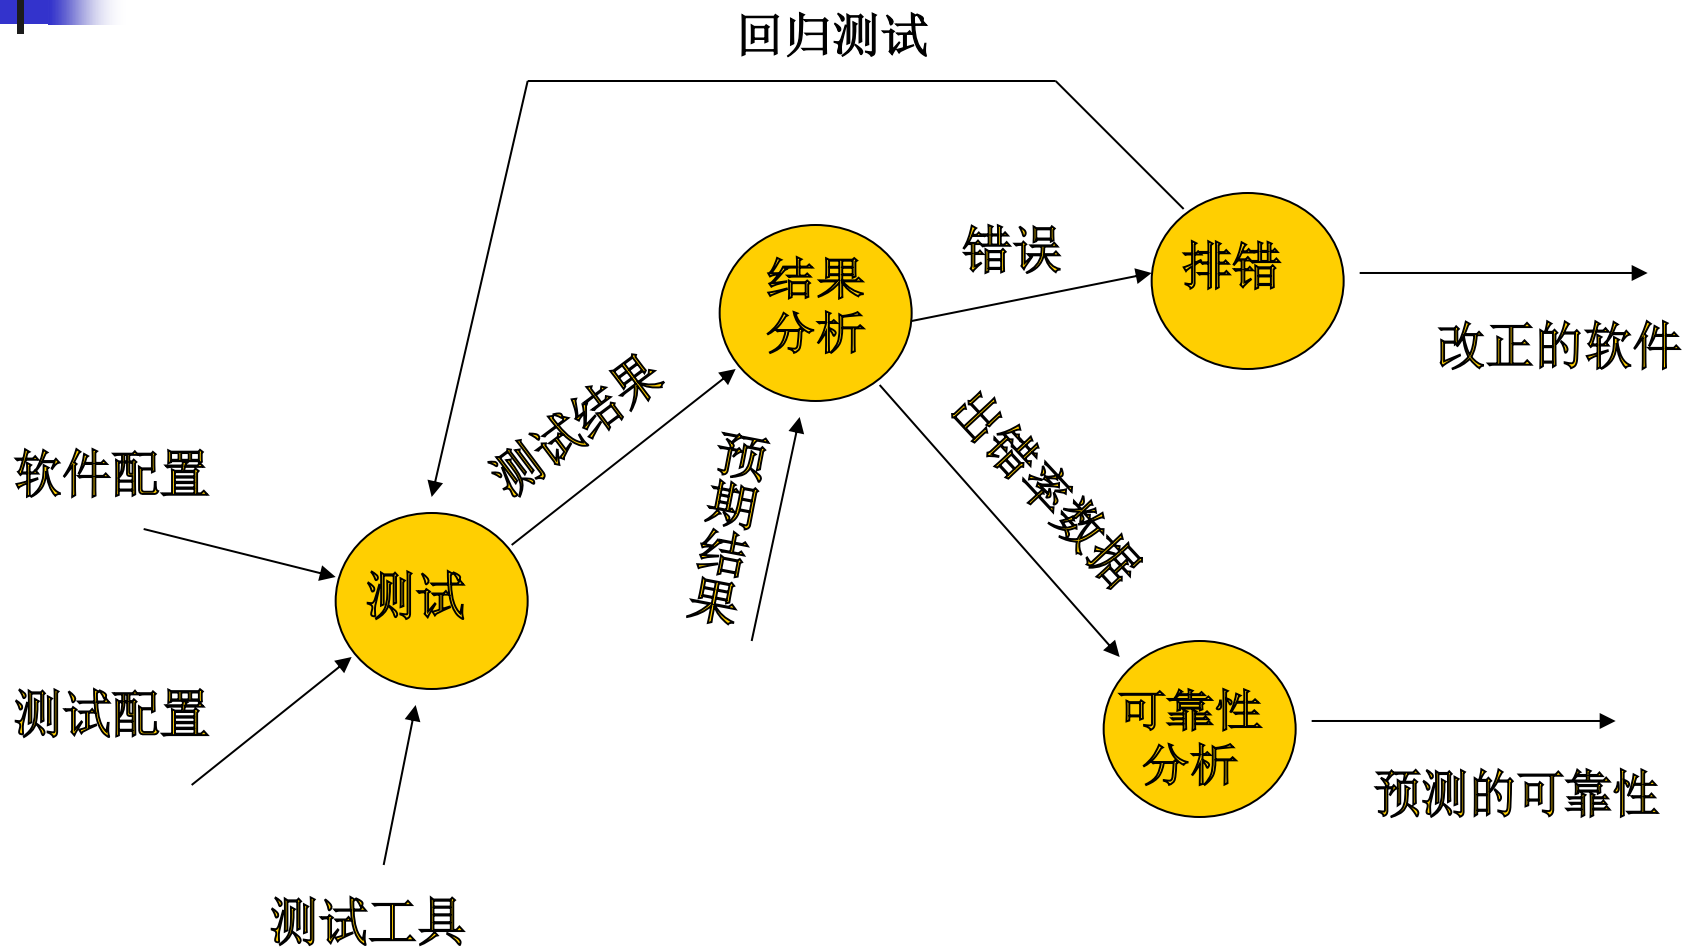 回归测试
错误
排错
结果
分析
改正的软件
测试结果
预期结果
出错率数据
软件配置
测试
测试配置
可靠性
分析
预测的可靠性
测试工具